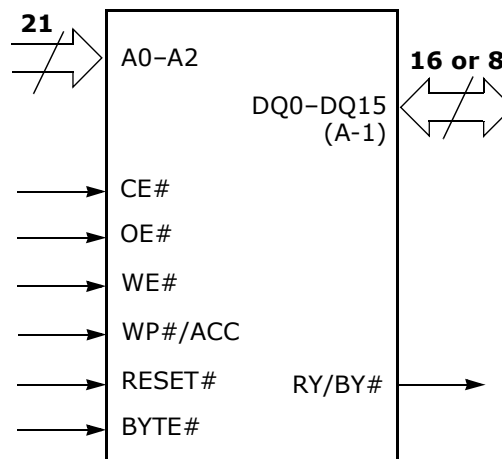 21
A0–A2
16 or 8
DQ0–DQ15
(A-1)
CE#
OE#
WE#
WP#/ACC
RESET#
RY/BY#
BYTE#